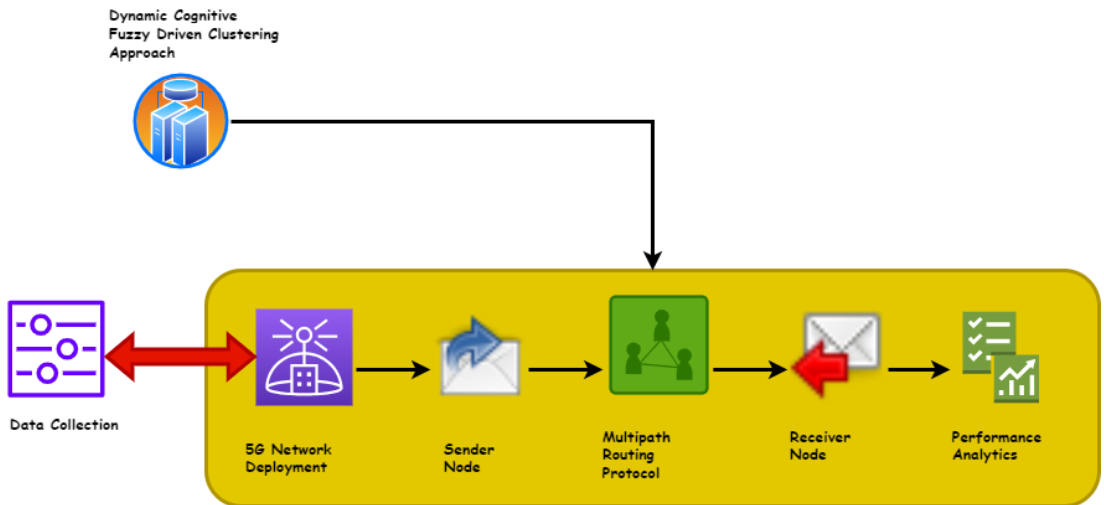 Dynamic Cognitive
Fuzzy Driven Clustering
Approach
Data Collection
5G Network
Deployment
Sender
Node
Multipath
Routing
Protocol
Receiver
Node
Performance
Analytics